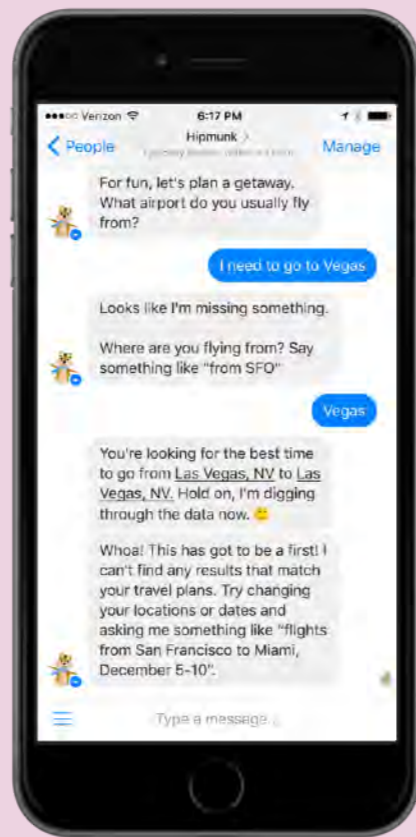 Verizon 6:17 PM
People Hipmunk Manage
For fun, let's plan a getaway.
What airport do you usually fly
from?
I need to go to Vegas
Looks like I'm missing something.
Where are you flying from? Say
something like "from SFO"
Vegas
You're looking for the best time
to go from Las Vegas, NV to Las
Vegas, NV. Hold on, I'm digging
through the data now. 🙂
Whoa! This has got to be a first! I
can't find any results that match
your travel plans. Try changing
your locations or dates and
asking me something like "flights
from San Francisco to Miami,
December 5-10".
Type a message...